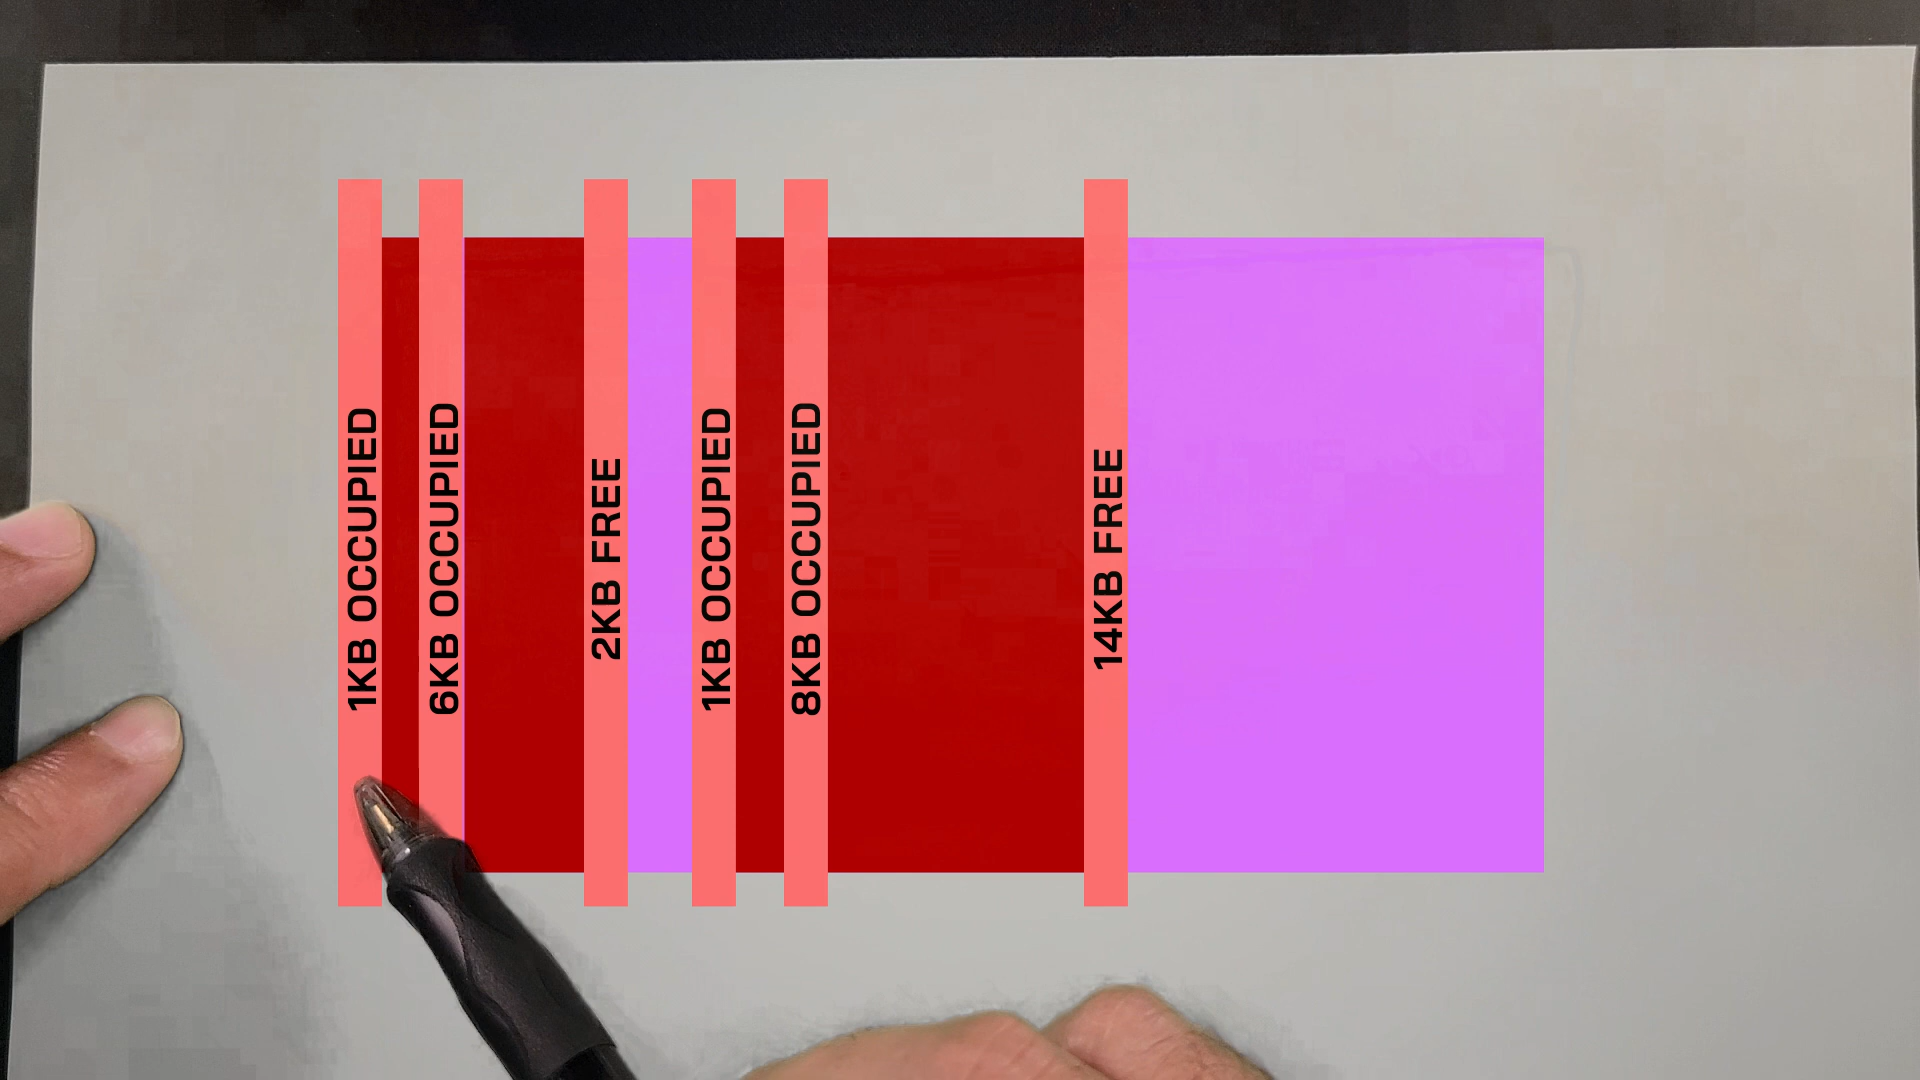 1KB OCCUPIED
6KB OCCUPIED
2KB FREE
1KB OCCUPIED
8KB OCCUPIED
14KB FREE